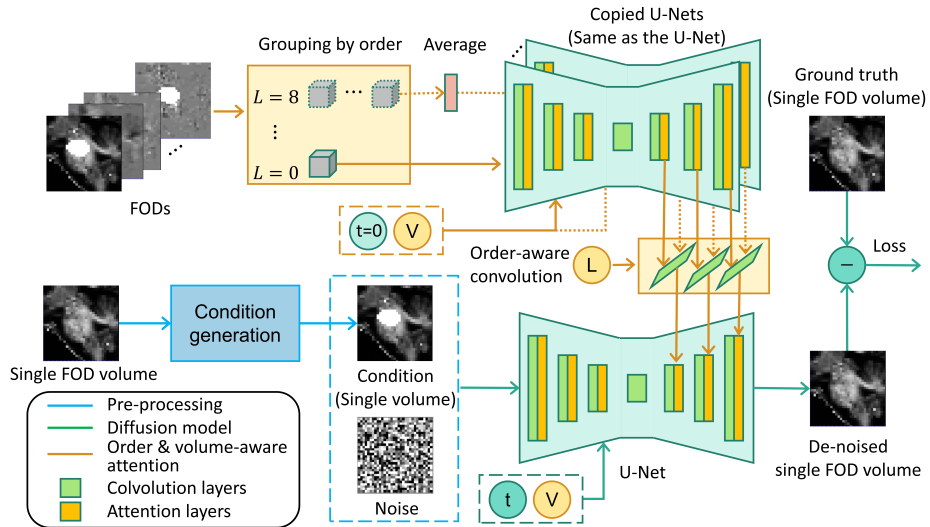 Copied U-Nets
(Same as the U-Net)
Grouping by order
Average
Ground truth
(Single FOD volume)
L = 8
...
...
⋮
L = 0
FODs
t=0
V
Order-aware
convolution
L
−
Loss
Condition
generation
Single FOD volume
Condition
(Single volume)
Noise
U-Net
De-noised
single FOD volume
t
V
Pre-processing
Diffusion model
Order & volume-aware
attention
Colvolution layers
Attention layers